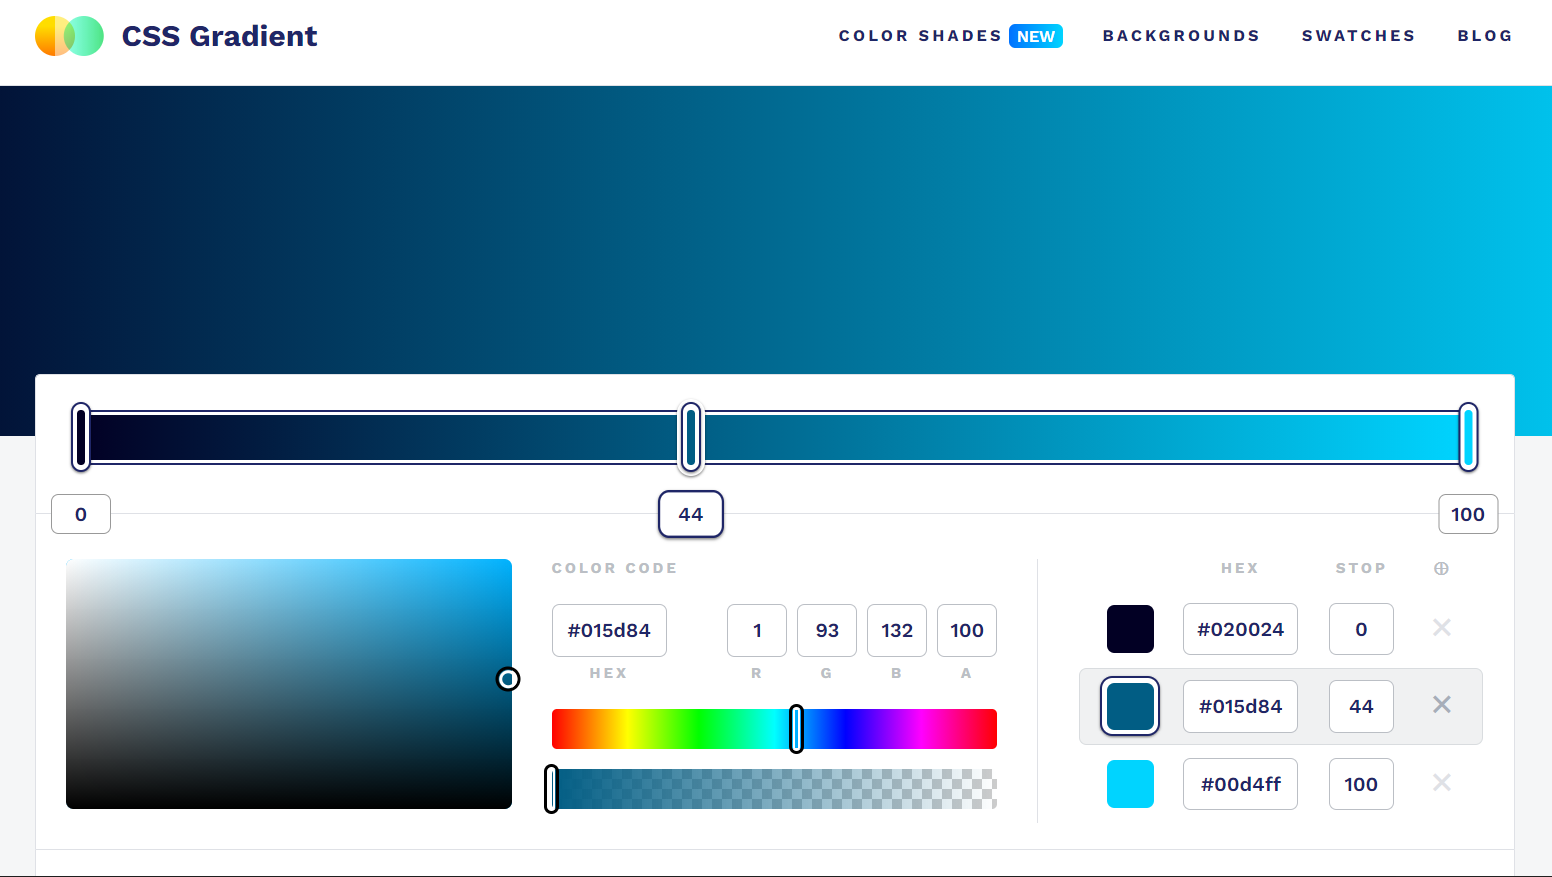 CSS Gradient
COLOR SHADES NEW BACKGROUNDS SWATCHES BLOG
0 44 100
COLOR CODE
#015d84 1 93 132 100
HEX R G B A
HEX STOP
#020024 0
#015d84 44
#00d4ff 100